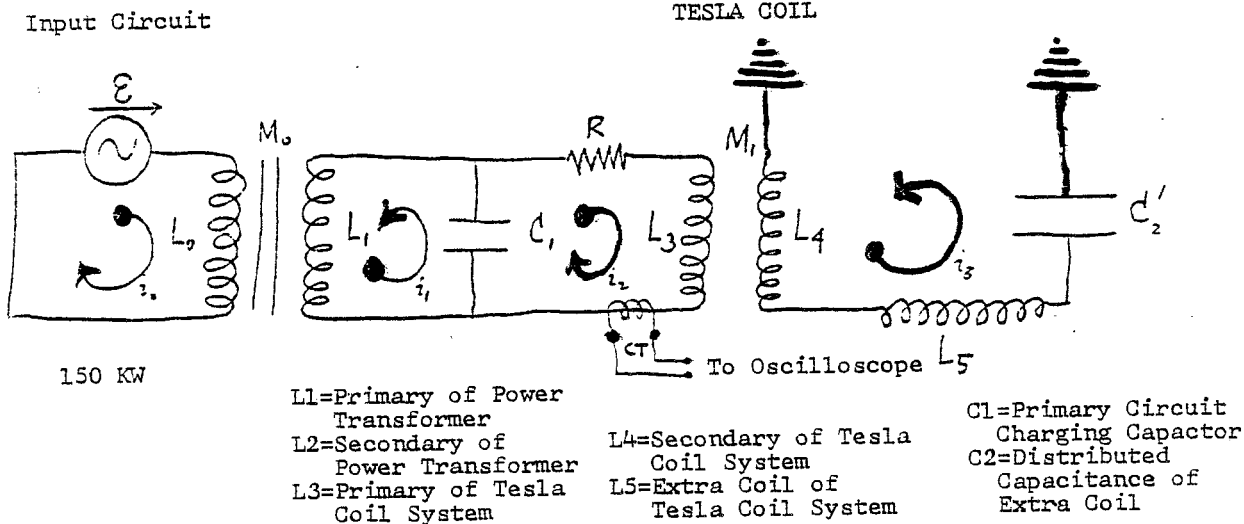 Input Circuit
TESLA COIL
ε
M₀
R
M₁
L₀
i₀
L₁
i₁
C₁
i₂
L₃
L₄
i₃
C₂'
CT
To Oscilloscope
L5
150 KW
L1=Primary of Power
Transformer
L2=Secondary of
Power Transformer
L3=Primary of Tesla
Coil System
L4=Secondary of Tesla
Coil System
L5=Extra Coil of
Tesla Coil System
C1=Primary Circuit
Charging Capactor
C2=Distributed
Capacitance of
Extra Coil